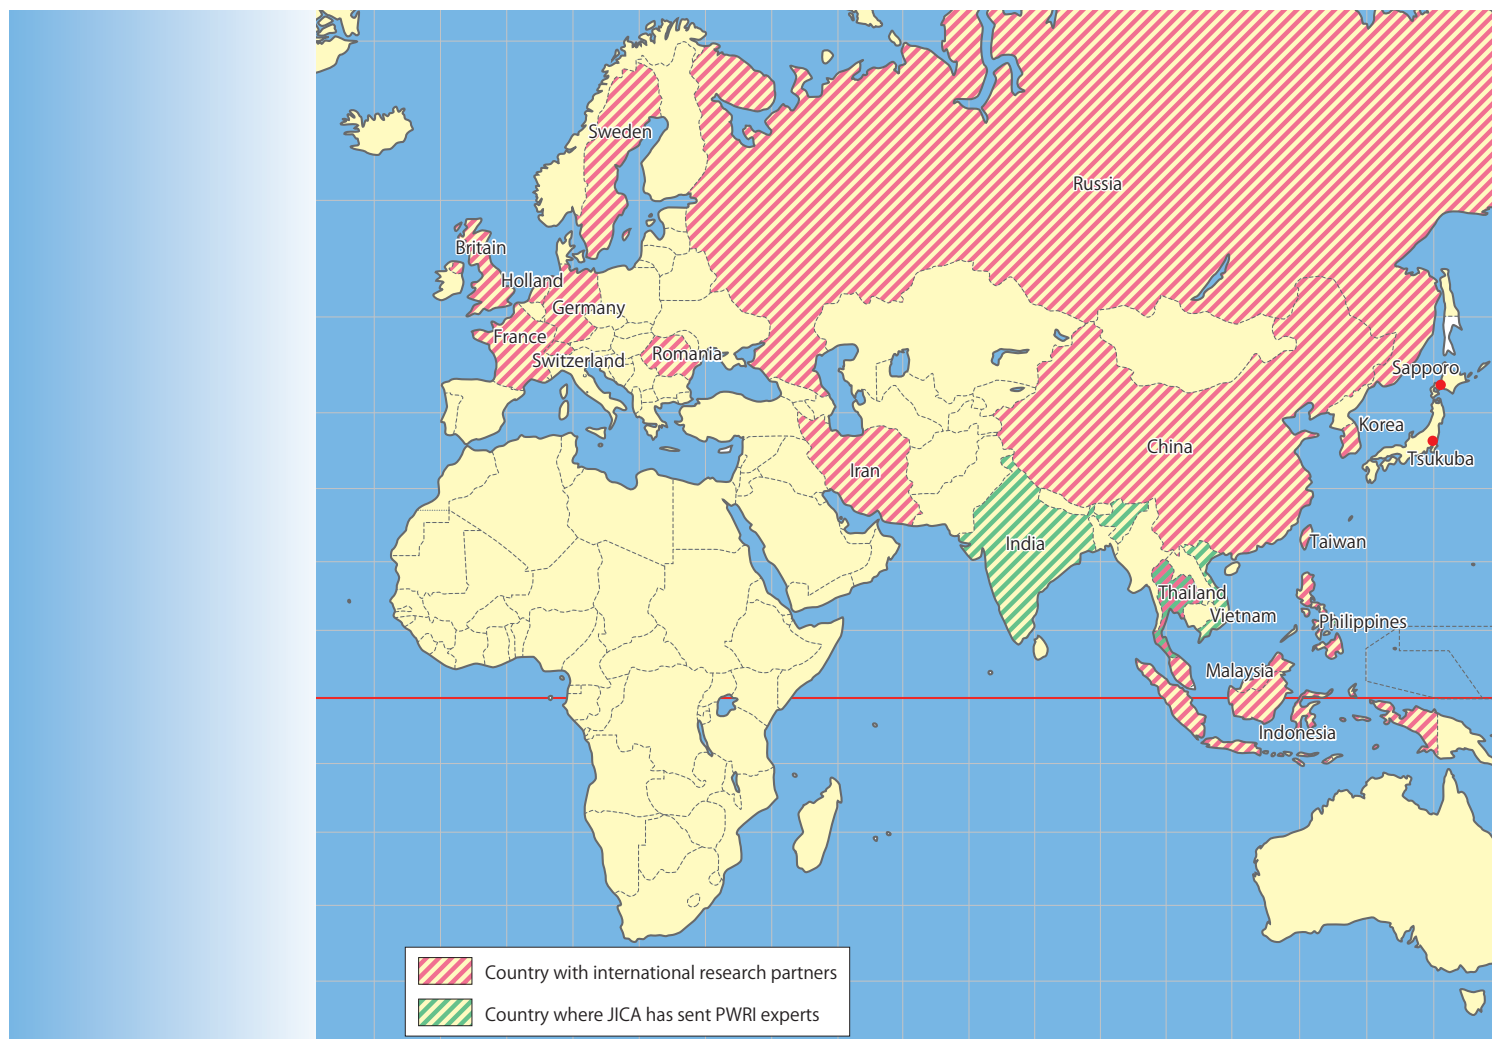 Sweden
Russia
Britain
Holland
Germany
France
Switzerland
Romania
Sapporo
Korea
China
Tsukuba
Iran
India
Taiwan
Thailand
Vietnam
Philippines
Malaysia
Indonesia
Country with international research partners
Country where JICA has sent PWRI experts